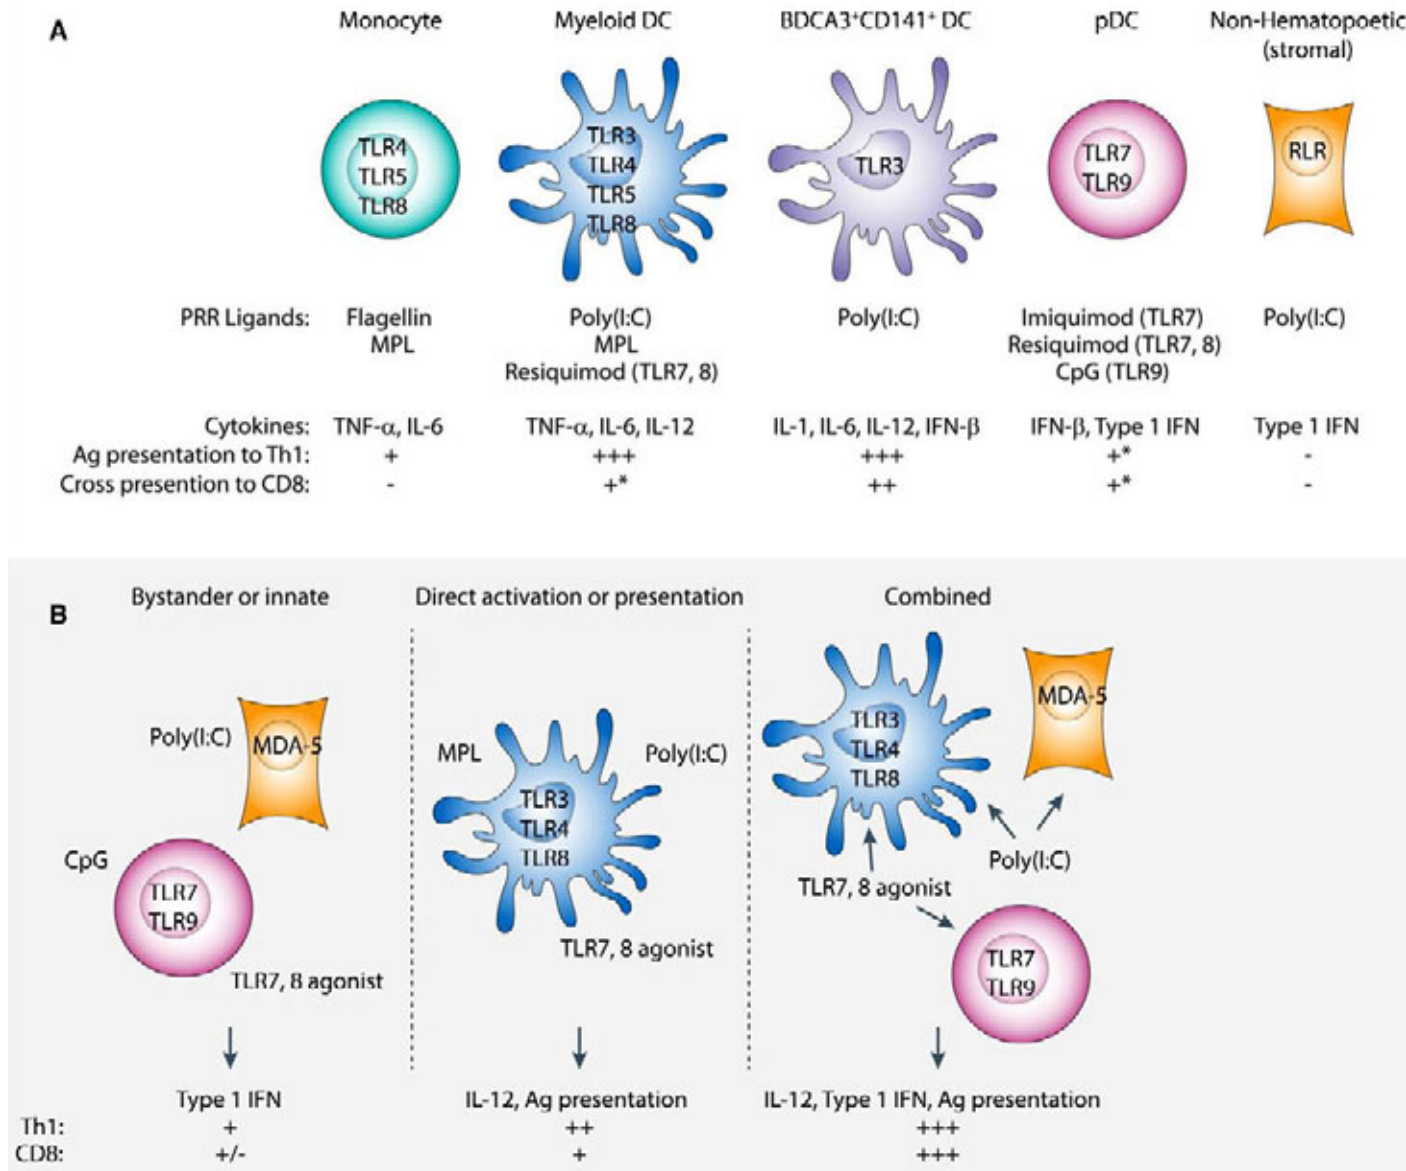 A
Monocyte
Myeloid DC
BDCA3⁺CD141⁺ DC
pDC
Non-Hematopoetic
(stromal)
TLR4
TLR5
TLR8
TLR3
TLR4
TLR5
TLR8
TLR3
TLR7
TLR9
RLR
PRR Ligands:
Flagellin
MPL
Poly(I:C)
MPL
Resiquimod (TLR7, 8)
Poly(I:C)
Imiquimod (TLR7)
Resiquimod (TLR7, 8)
CpG (TLR9)
Poly(I:C)
Cytokines: TNF-α, IL-6 TNF-α, IL-6, IL-12 IL-1, IL-6, IL-12, IFN-β IFN-β, Type 1 IFN Type 1 IFN
Ag presentation to Th1: + +++ +++ +* -
Cross presention to CD8: - +* ++ +* -
B
Bystander or innate
Poly(I:C)
MDA-5
CpG
TLR7
TLR9
TLR7, 8 agonist
Direct activation or presentation
MPL
Poly(I:C)
TLR3
TLR4
TLR8
TLR7, 8 agonist
Combined
TLR3
TLR4
TLR8
MDA-5
Poly(I:C)
TLR7, 8 agonist
TLR7
TLR9
Type 1 IFN
IL-12, Ag presentation
IL-12, Type 1 IFN, Ag presentation
Th1: + ++ +++
CD8: +/- + +++